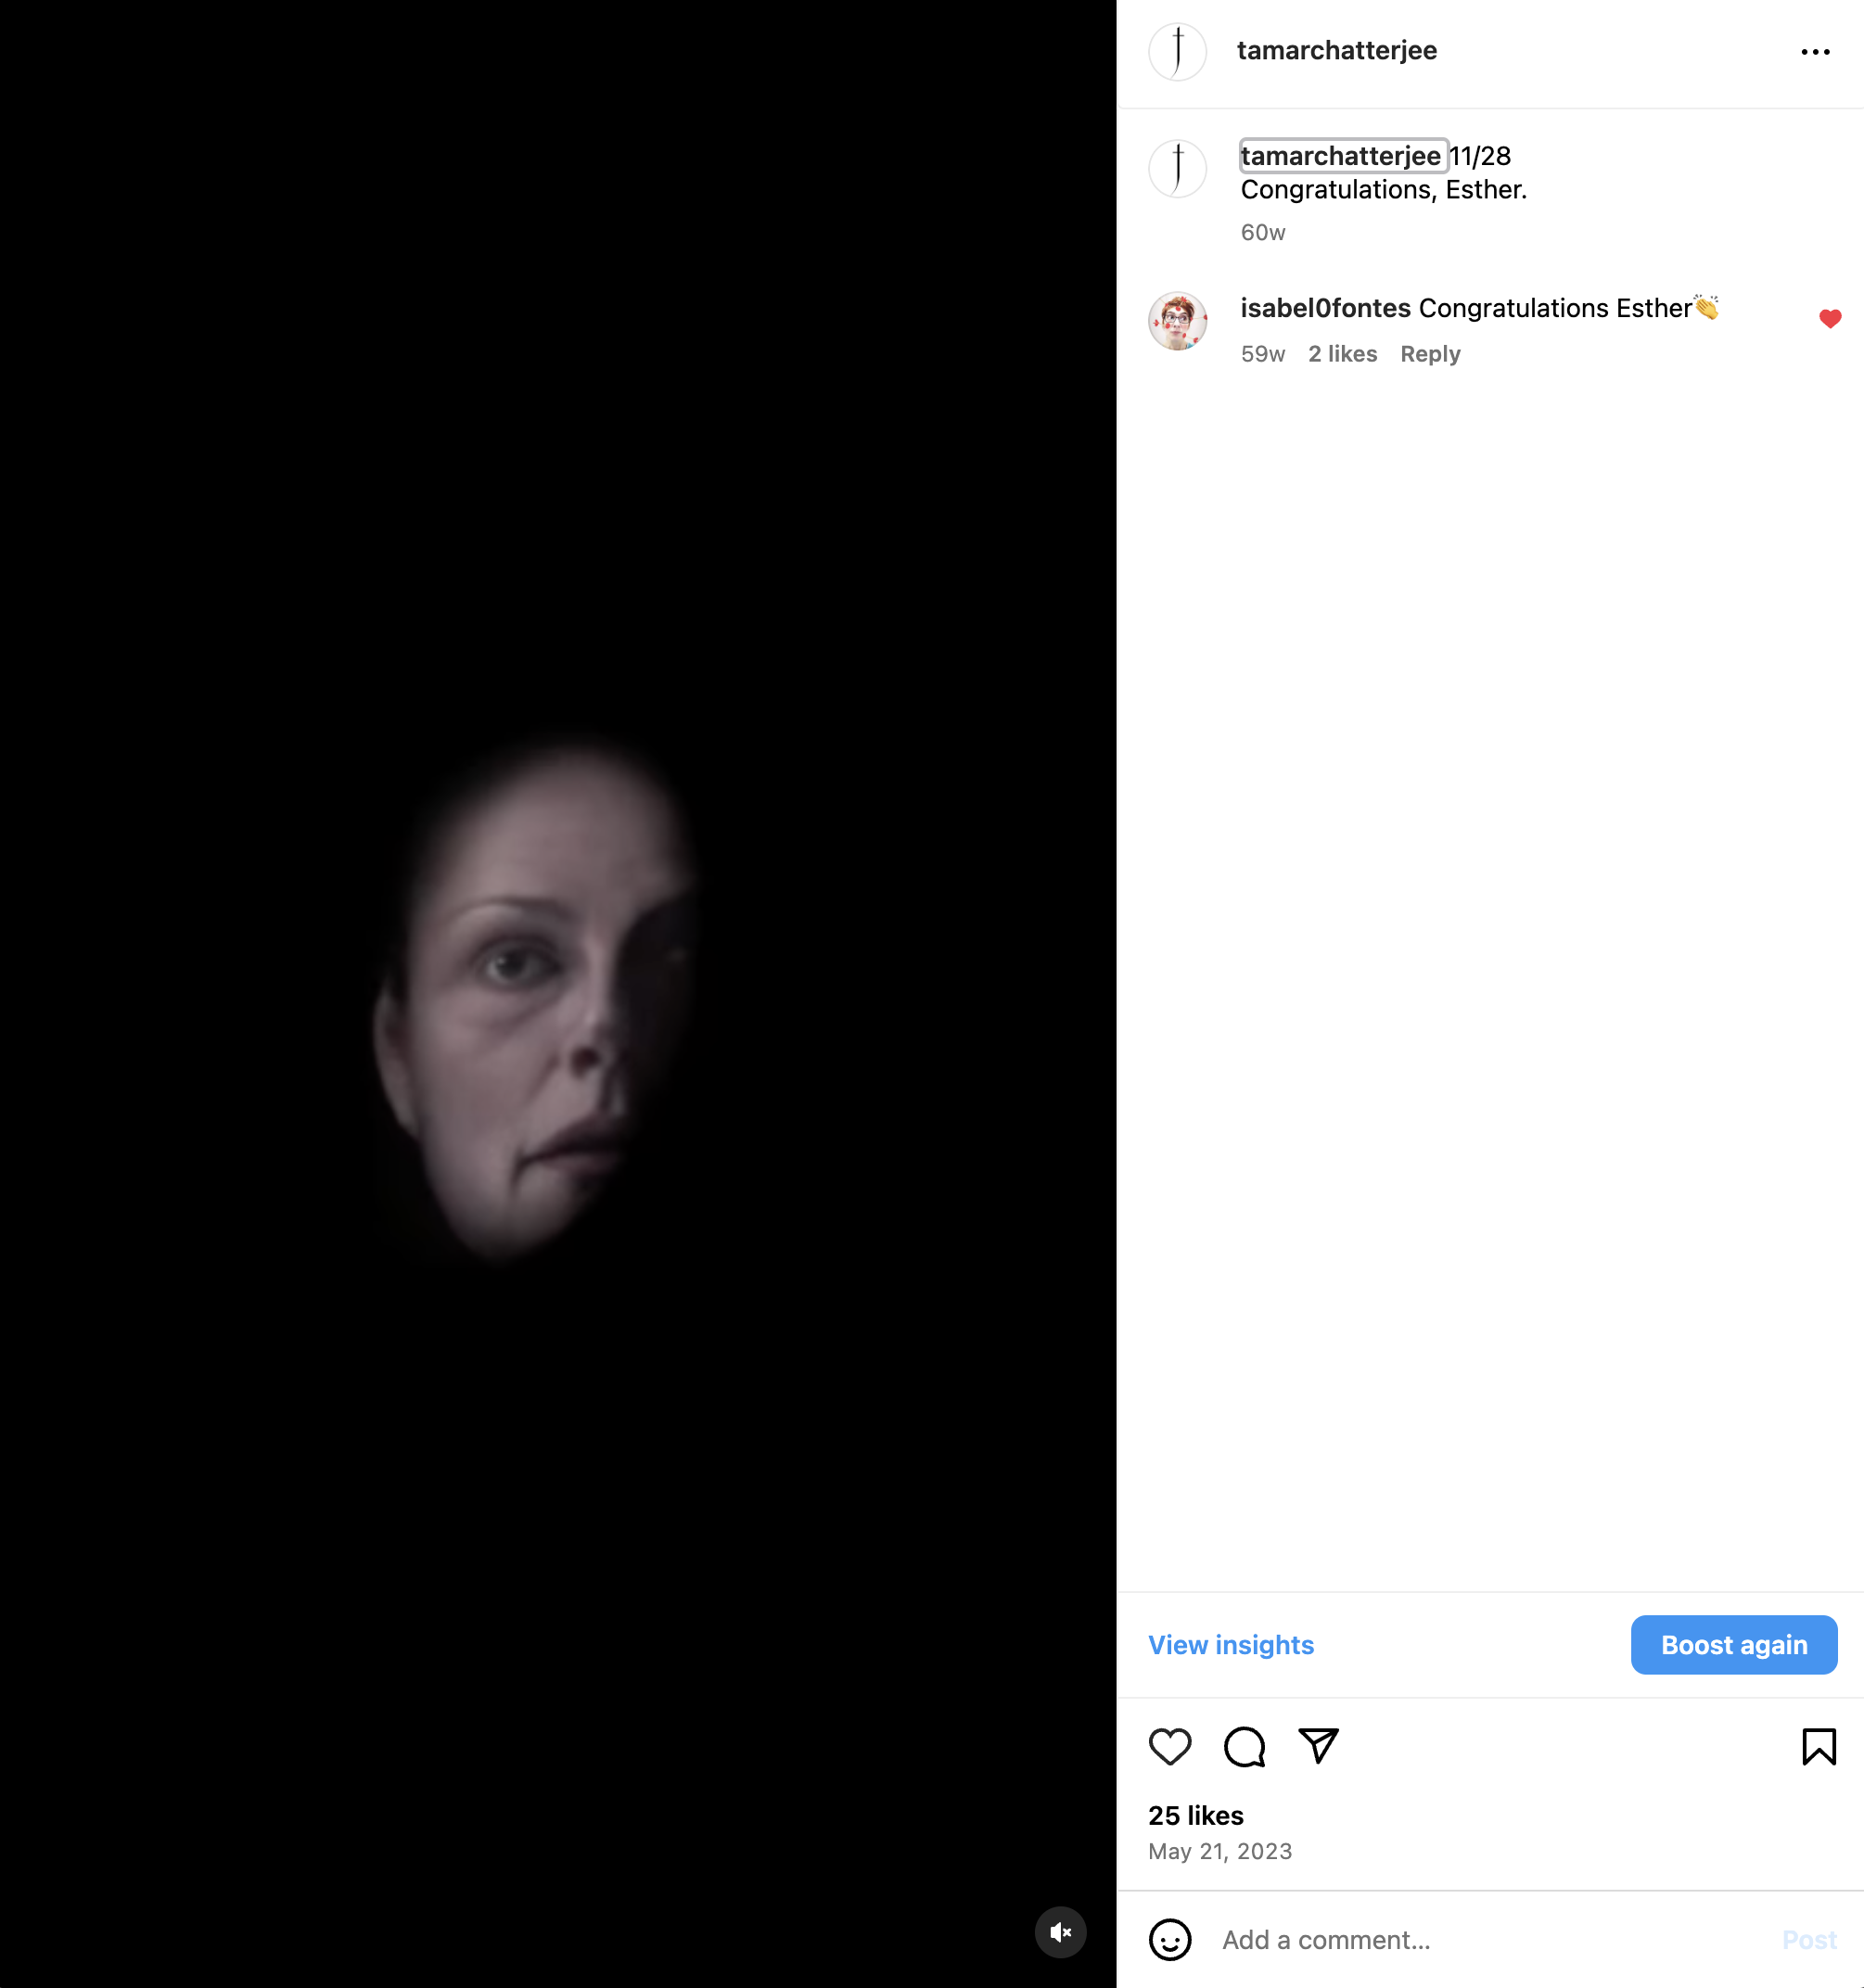 tamarchatterjee
tamarchatterjee 11/28
Congratulations, Esther.
60w
isabel0fontes Congratulations Esther👏
59w 2 likes Reply
View insights
Boost again
25 likes
May 21, 2023
Add a comment...
Post